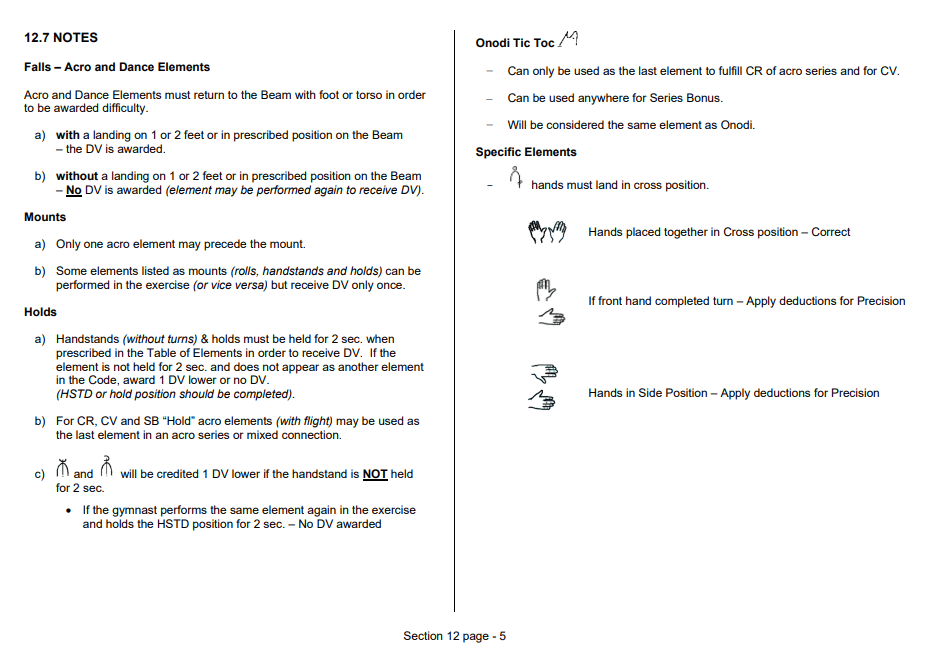 12.7 NOTES
Falls – Acro and Dance Elements
Acro and Dance Elements must return to the Beam with foot or torso in order
to be awarded difficulty.
a) with a landing on 1 or 2 feet or in prescribed position on the Beam
– the DV is awarded.
b) without a landing on 1 or 2 feet or in prescribed position on the Beam
– No DV is awarded (element may be performed again to receive DV).
Mounts
a) Only one acro element may precede the mount.
b) Some elements listed as mounts (rolls, handstands and holds) can be
performed in the exercise (or vice versa) but receive DV only once.
Holds
a) Handstands (without turns) & holds must be held for 2 sec. when
prescribed in the Table of Elements in order to receive DV. If the
element is not held for 2 sec. and does not appear as another element
in the Code, award 1 DV lower or no DV.
(HSTD or hold position should be completed).
b) For CR, CV and SB “Hold” acro elements (with flight) may be used as
the last element in an acro series or mixed connection.
c) and will be credited 1 DV lower if the handstand is NOT held
for 2 sec.
• If the gymnast performs the same element again in the exercise
and holds the HSTD position for 2 sec. – No DV awarded
Onodi Tic Toc
– Can only be used as the last element to fulfill CR of acro series and for CV.
– Can be used anywhere for Series Bonus.
– Will be considered the same element as Onodi.
Specific Elements
– hands must land in cross position.
Hands placed together in Cross position – Correct
If front hand completed turn – Apply deductions for Precision
Hands in Side Position – Apply deductions for Precision
Section 12 page - 5